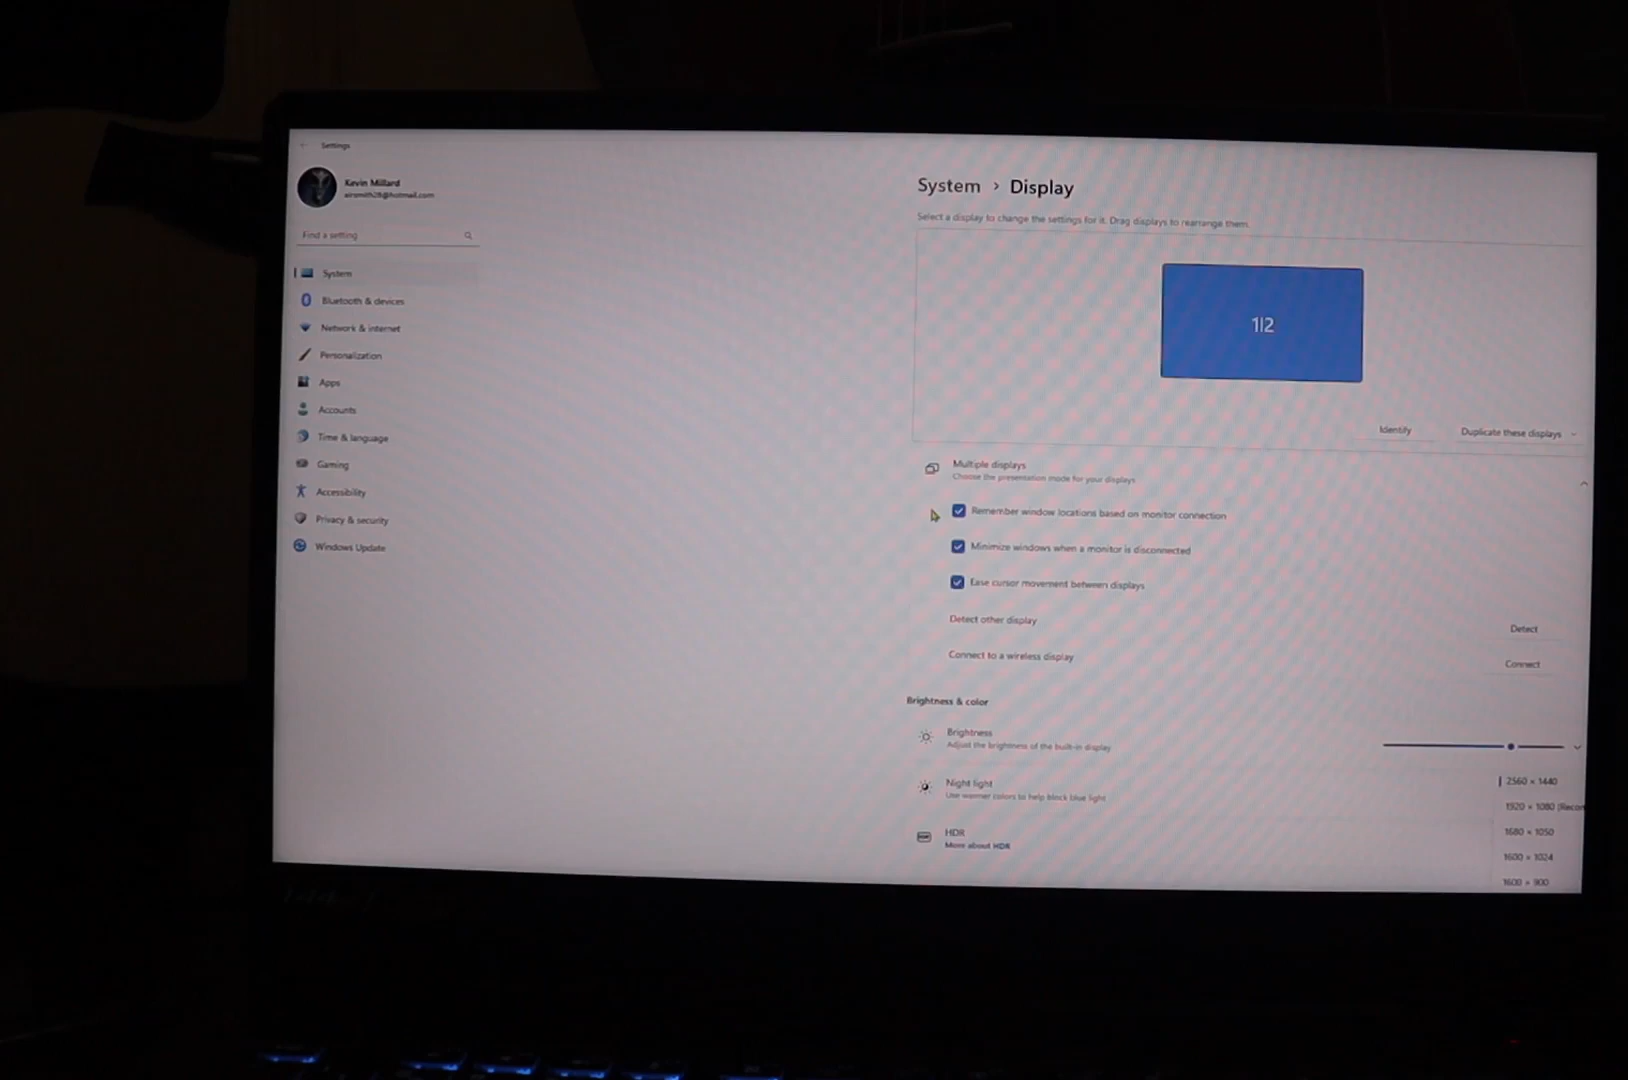 Settings
Kevin Millard
airsmith28@hotmail.com
Find a setting
System
Bluetooth & devices
Network & internet
Personalization
Apps
Accounts
Time & language
Gaming
Accessibility
Privacy & security
Windows Update
System > Display
Select a display to change the settings for it. Drag displays to rearrange them.
1|2
Identify
Duplicate these displays
Multiple displays
Choose the presentation mode for your displays
Remember window locations based on monitor connection
Minimize windows when a monitor is disconnected
Ease cursor movement between displays
Detect other display
Detect
Connect to a wireless display
Connect
Brightness & color
Brightness
Adjust the brightness of the built-in display
Night light
Use warmer colors to help block blue light
HDR
More about HDR
2560 × 1440
1920 × 1080 (Recom
1680 × 1050
1600 × 1024
1600 × 900